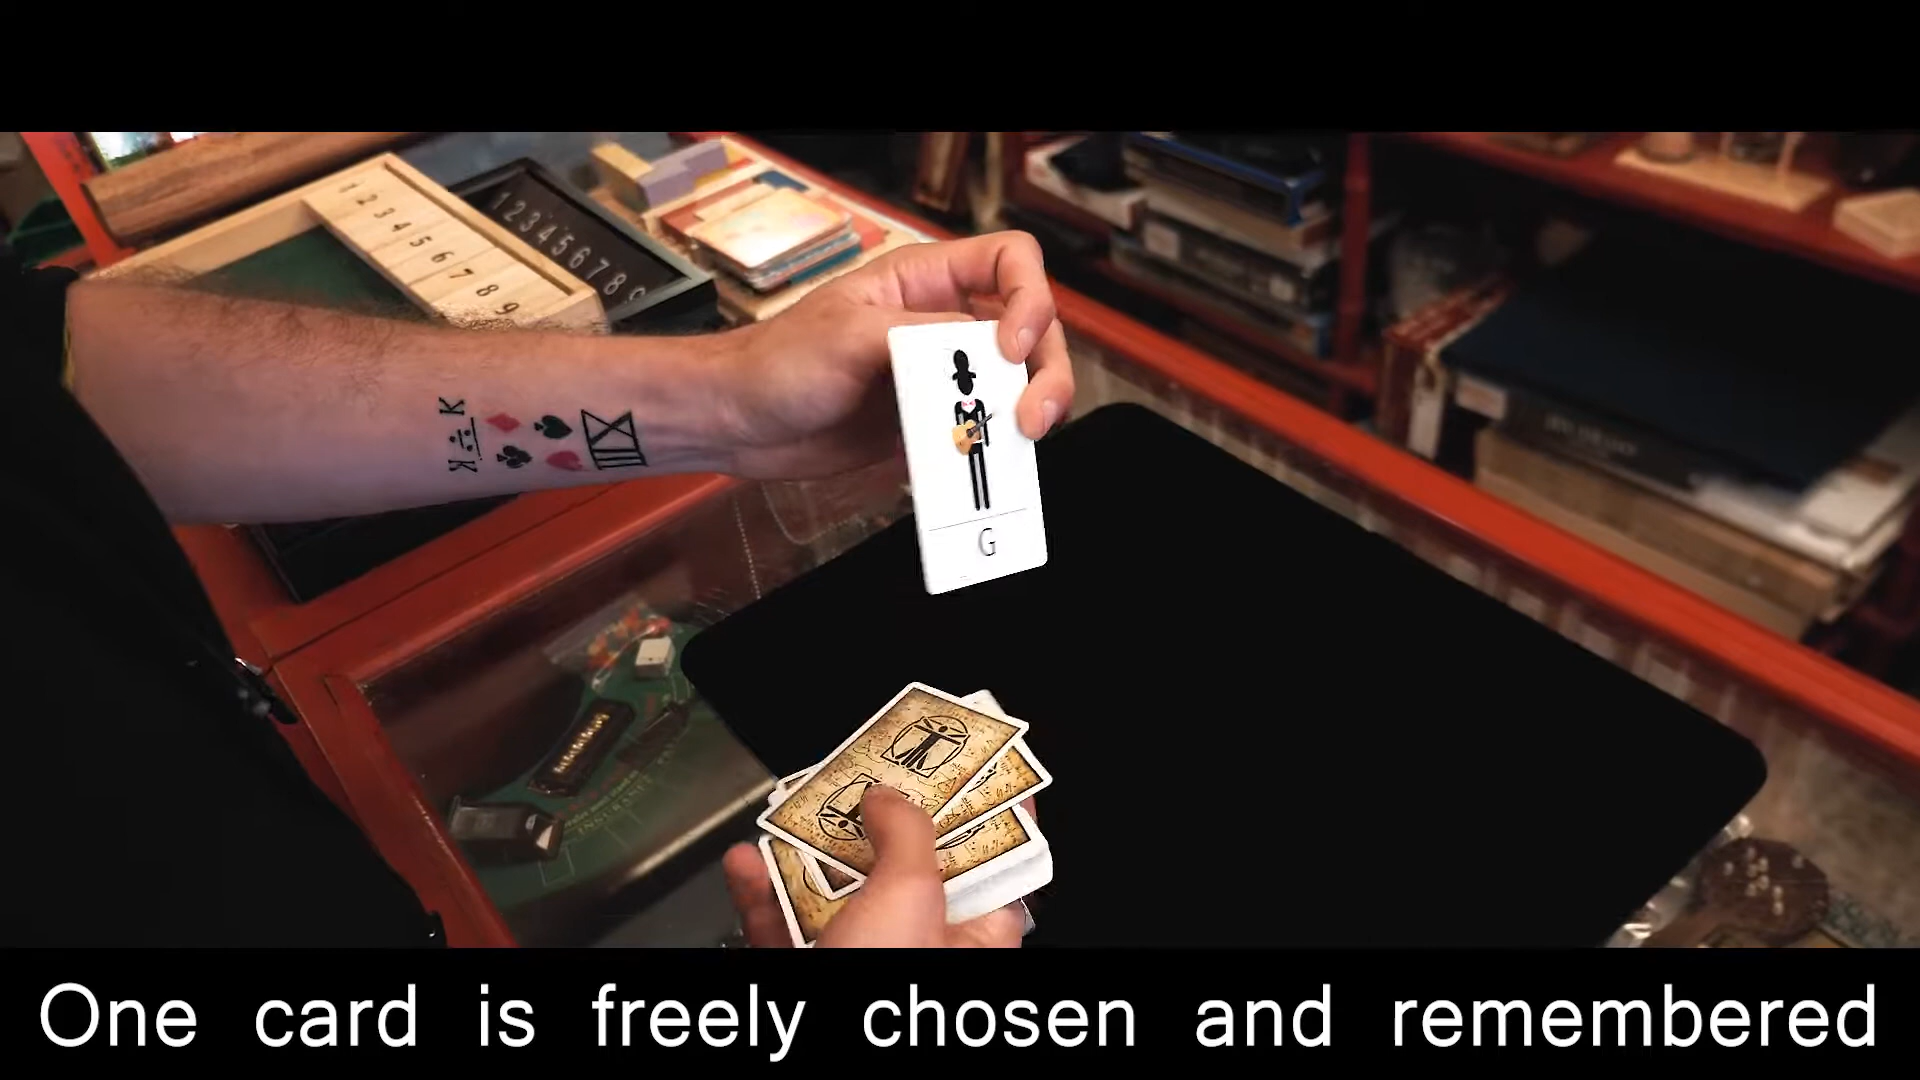 1 2 3 4 5 6 7 8 9
1 2 3 4 5 6 7 8 9
K
K
XIII
G
One card is freely chosen and remembered